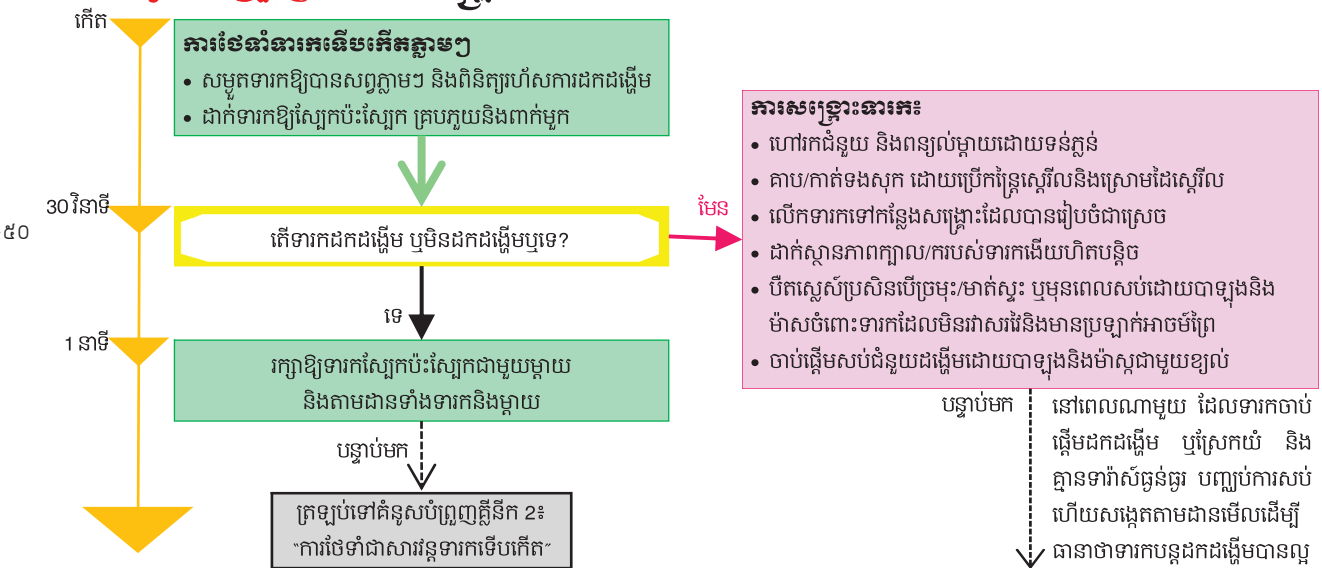 កើត
ការថែទាំទារកទើបកើតភ្លាមៗ
• សម្ងួតទារកឱ្យបានសព្វភ្លាមៗ និងពិនិត្យរហ័សការដកដង្ហើម
• ដាក់ទារកឱ្យស្បែកប៉ះស្បែក គ្របភួយនិងពាក់មួក
30 វិនាទី
៥០
តើទារកដកដង្ហើម ឬមិនដកដង្ហើមឬទេ?
មែន
ទេ
1 នាទី
រក្សាឱ្យទារកស្បែកប៉ះស្បែកជាមួយម្តាយ
និងតាមដានទាំងទារកនិងម្តាយ
បន្ទាប់មក
ត្រឡប់ទៅគំនូសបំព្រួញគ្លីនីក 2៖
“ការថែទាំជាសារវន្តទារកទើបកើត”
ការសង្គ្រោះទារក៖
• ហៅរកជំនួយ និងពន្យល់ម្តាយដោយទន់ភ្លន់
• គាប/កាត់ទងសុក ដោយប្រើកន្ត្រៃស្តេរីលនិងស្រោមដៃស្តេរីល
• លើកទារកទៅកន្លែងសង្គ្រោះដែលបានរៀបចំជាស្រេច
• ដាក់ស្ថានភាពក្បាល/ករបស់ទារកងើយហិតបន្តិច
• បឺតស្លេស្ម៍ប្រសិនបើច្រមុះ/មាត់ស្ទះ ឬមុនពេលសប់ដោយបាឡុងនិង
ម៉ាសចំពោះទារកដែលមិនរវាសរវៃនិងមានប្រឡាក់អាចម៍ព្រៃ
• ចាប់ផ្តើមសប់ជំនួយដង្ហើមដោយបាឡុងនិងម៉ាស្កជាមួយខ្យល់
បន្ទាប់មក
នៅពេលណាមួយ ដែលទារកចាប់
ផ្តើមដកដង្ហើម ឬស្រែកយំ និង
គ្មានទារ៉ាស់ធ្ងន់ធ្ងរ បញ្ឈប់ការសប់
ហើយសង្កេតតាមដានមើលដើម្បី
ធានាថាទារកបន្តដកដង្ហើមបានល្អ